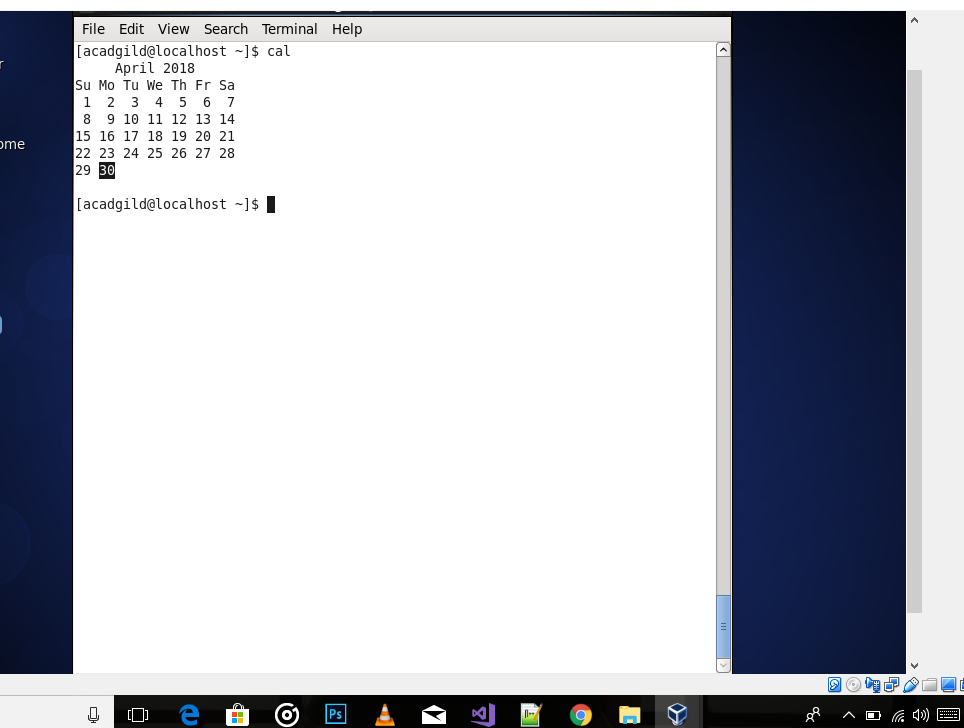 File Edit View Search Terminal Help
[acadgild@localhost ~]$ cal
April 2018
Su Mo Tu We Th Fr Sa
1 2 3 4 5 6 7
8 9 10 11 12 13 14
15 16 17 18 19 20 21
22 23 24 25 26 27 28
29 30
[acadgild@localhost ~]$
ome
Ps